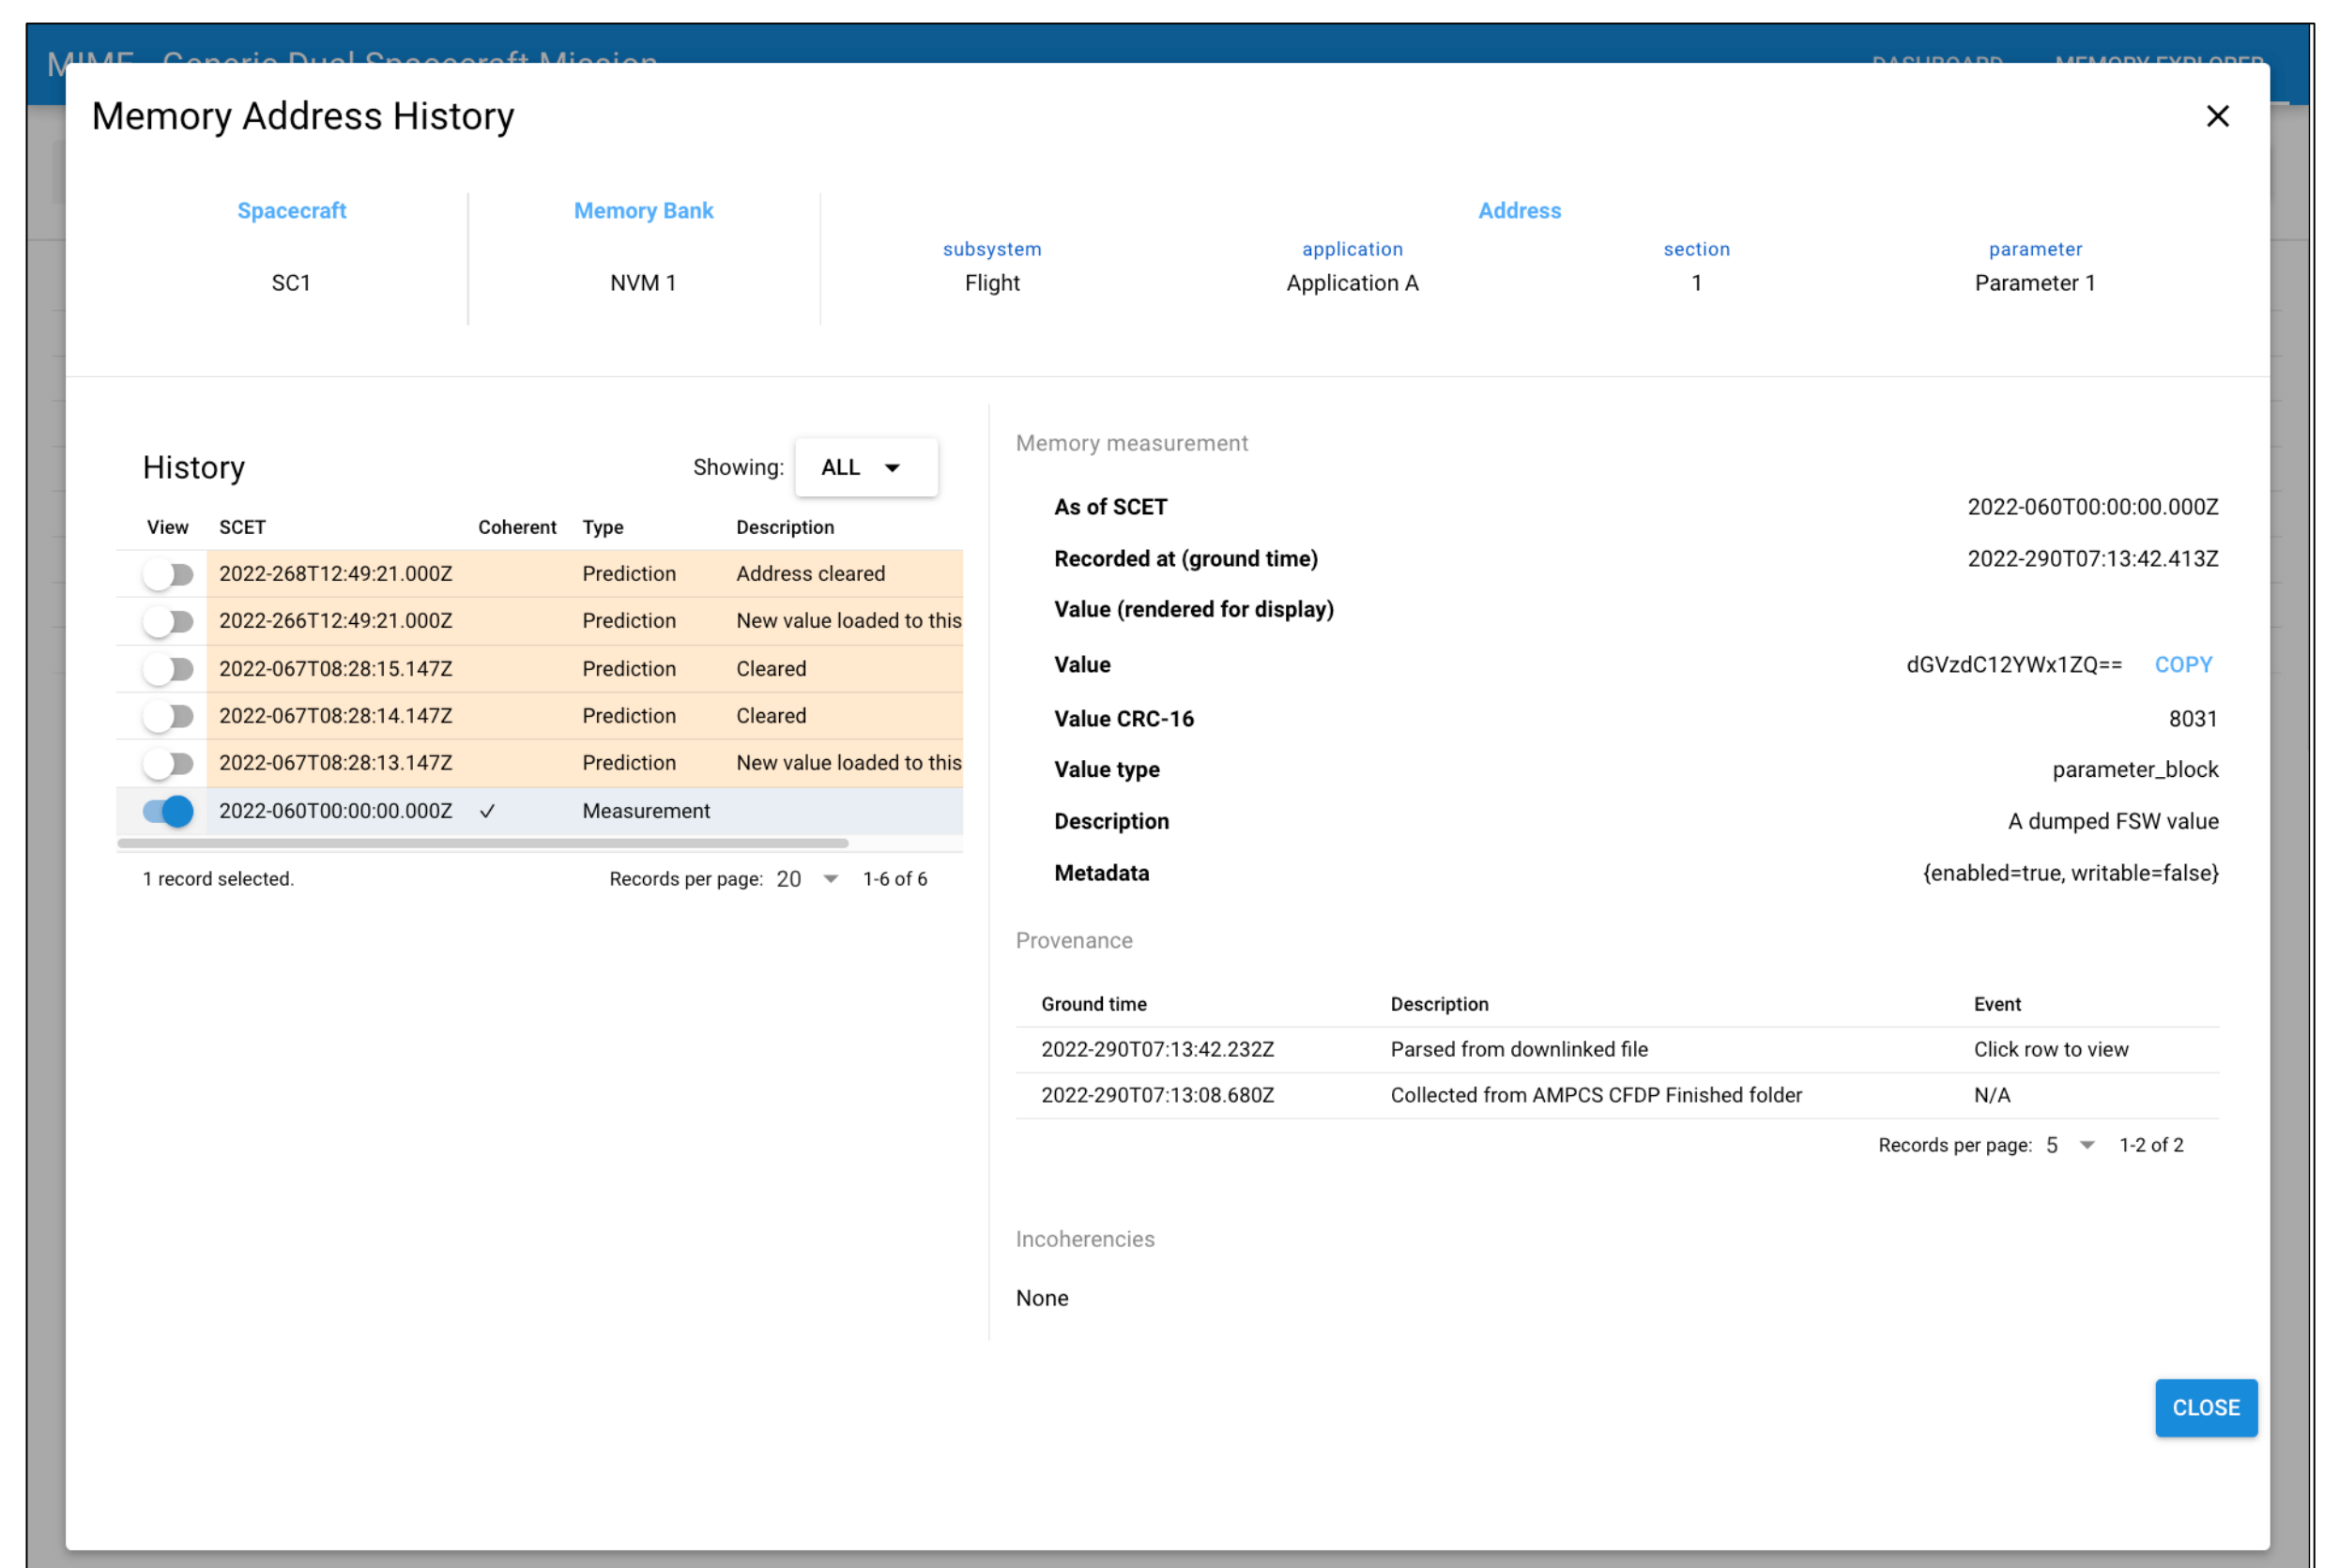 MIME - Generic Dual Spacecraft Mission
DASHBOARD MEMORY EXPLORER
Memory Address History
Spacecraft
SC1
Memory Bank
NVM 1
Address
subsystem application section parameter
Flight Application A 1 Parameter 1
History
Showing: ALL
View SCET Coherent Type Description
2022-268T12:49:21.000Z Prediction Address cleared
2022-266T12:49:21.000Z Prediction New value loaded to this
2022-067T08:28:15.147Z Prediction Cleared
2022-067T08:28:14.147Z Prediction Cleared
2022-067T08:28:13.147Z Prediction New value loaded to this
2022-060T00:00:00.000Z ✓ Measurement
1 record selected. Records per page: 20 1-6 of 6
Memory measurement
As of SCET 2022-060T00:00:00.000Z
Recorded at (ground time) 2022-290T07:13:42.413Z
Value (rendered for display)
Value dGVzdC12YWx1ZQ== COPY
Value CRC-16 8031
Value type parameter_block
Description A dumped FSW value
Metadata {enabled=true, writable=false}
Provenance
Ground time Description Event
2022-290T07:13:42.232Z Parsed from downlinked file Click row to view
2022-290T07:13:08.680Z Collected from AMPCS CFDP Finished folder N/A
Records per page: 5 1-2 of 2
Incoherencies
None
CLOSE